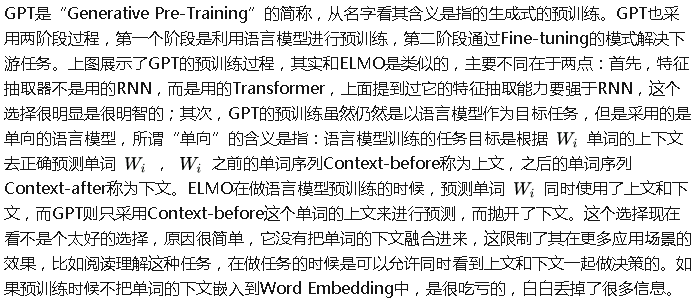 GPT是“Generative Pre-Training”的简称，从名字看其含义是指的生成式的预训练。GPT也采
用两阶段过程，第一个阶段是利用语言模型进行预训练，第二阶段通过Fine-tuning的模式解决下
游任务。上图展示了GPT的预训练过程，其实和ELMO是类似的，主要不同在于两点：首先，特征
抽取器不是用的RNN，而是用的Transformer，上面提到过它的特征抽取能力要强于RNN，这个
选择很明显是很明智的；其次，GPT的预训练虽然仍然是以语言模型作为目标任务，但是采用的是
单向的语言模型，所谓“单向”的含义是指：语言模型训练的任务目标是根据 Wi 单词的上下文
去正确预测单词 Wi ， Wi 之前的单词序列Context-before称为上文，之后的单词序列
Context-after称为下文。ELMO在做语言模型预训练的时候，预测单词 Wi 同时使用了上文和下
文，而GPT则只采用Context-before这个单词的上文来进行预测，而抛开了下文。这个选择现在
看不是个太好的选择，原因很简单，它没有把单词的下文融合进来，这限制了其在更多应用场景的
效果，比如阅读理解这种任务，在做任务的时候是可以允许同时看到上文和下文一起做决策的。如
果预训练时候不把单词的下文嵌入到Word Embedding中，是很吃亏的，白白丢掉了很多信息。